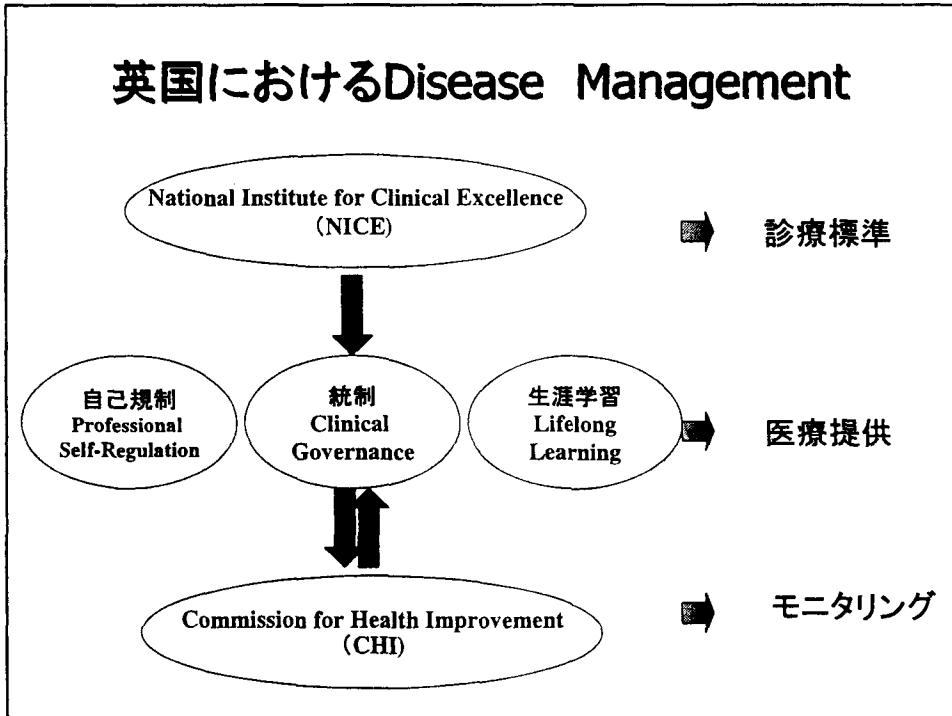 英国におけるDisease Management
National Institute for Clinical Excellence
(NICE)
診療標準
自己規制
Professional
Self-Regulation
統制
Clinical
Governance
生涯学習
Lifelong
Learning
医療提供
Commission for Health Improvement
(CHI)
モニタリング